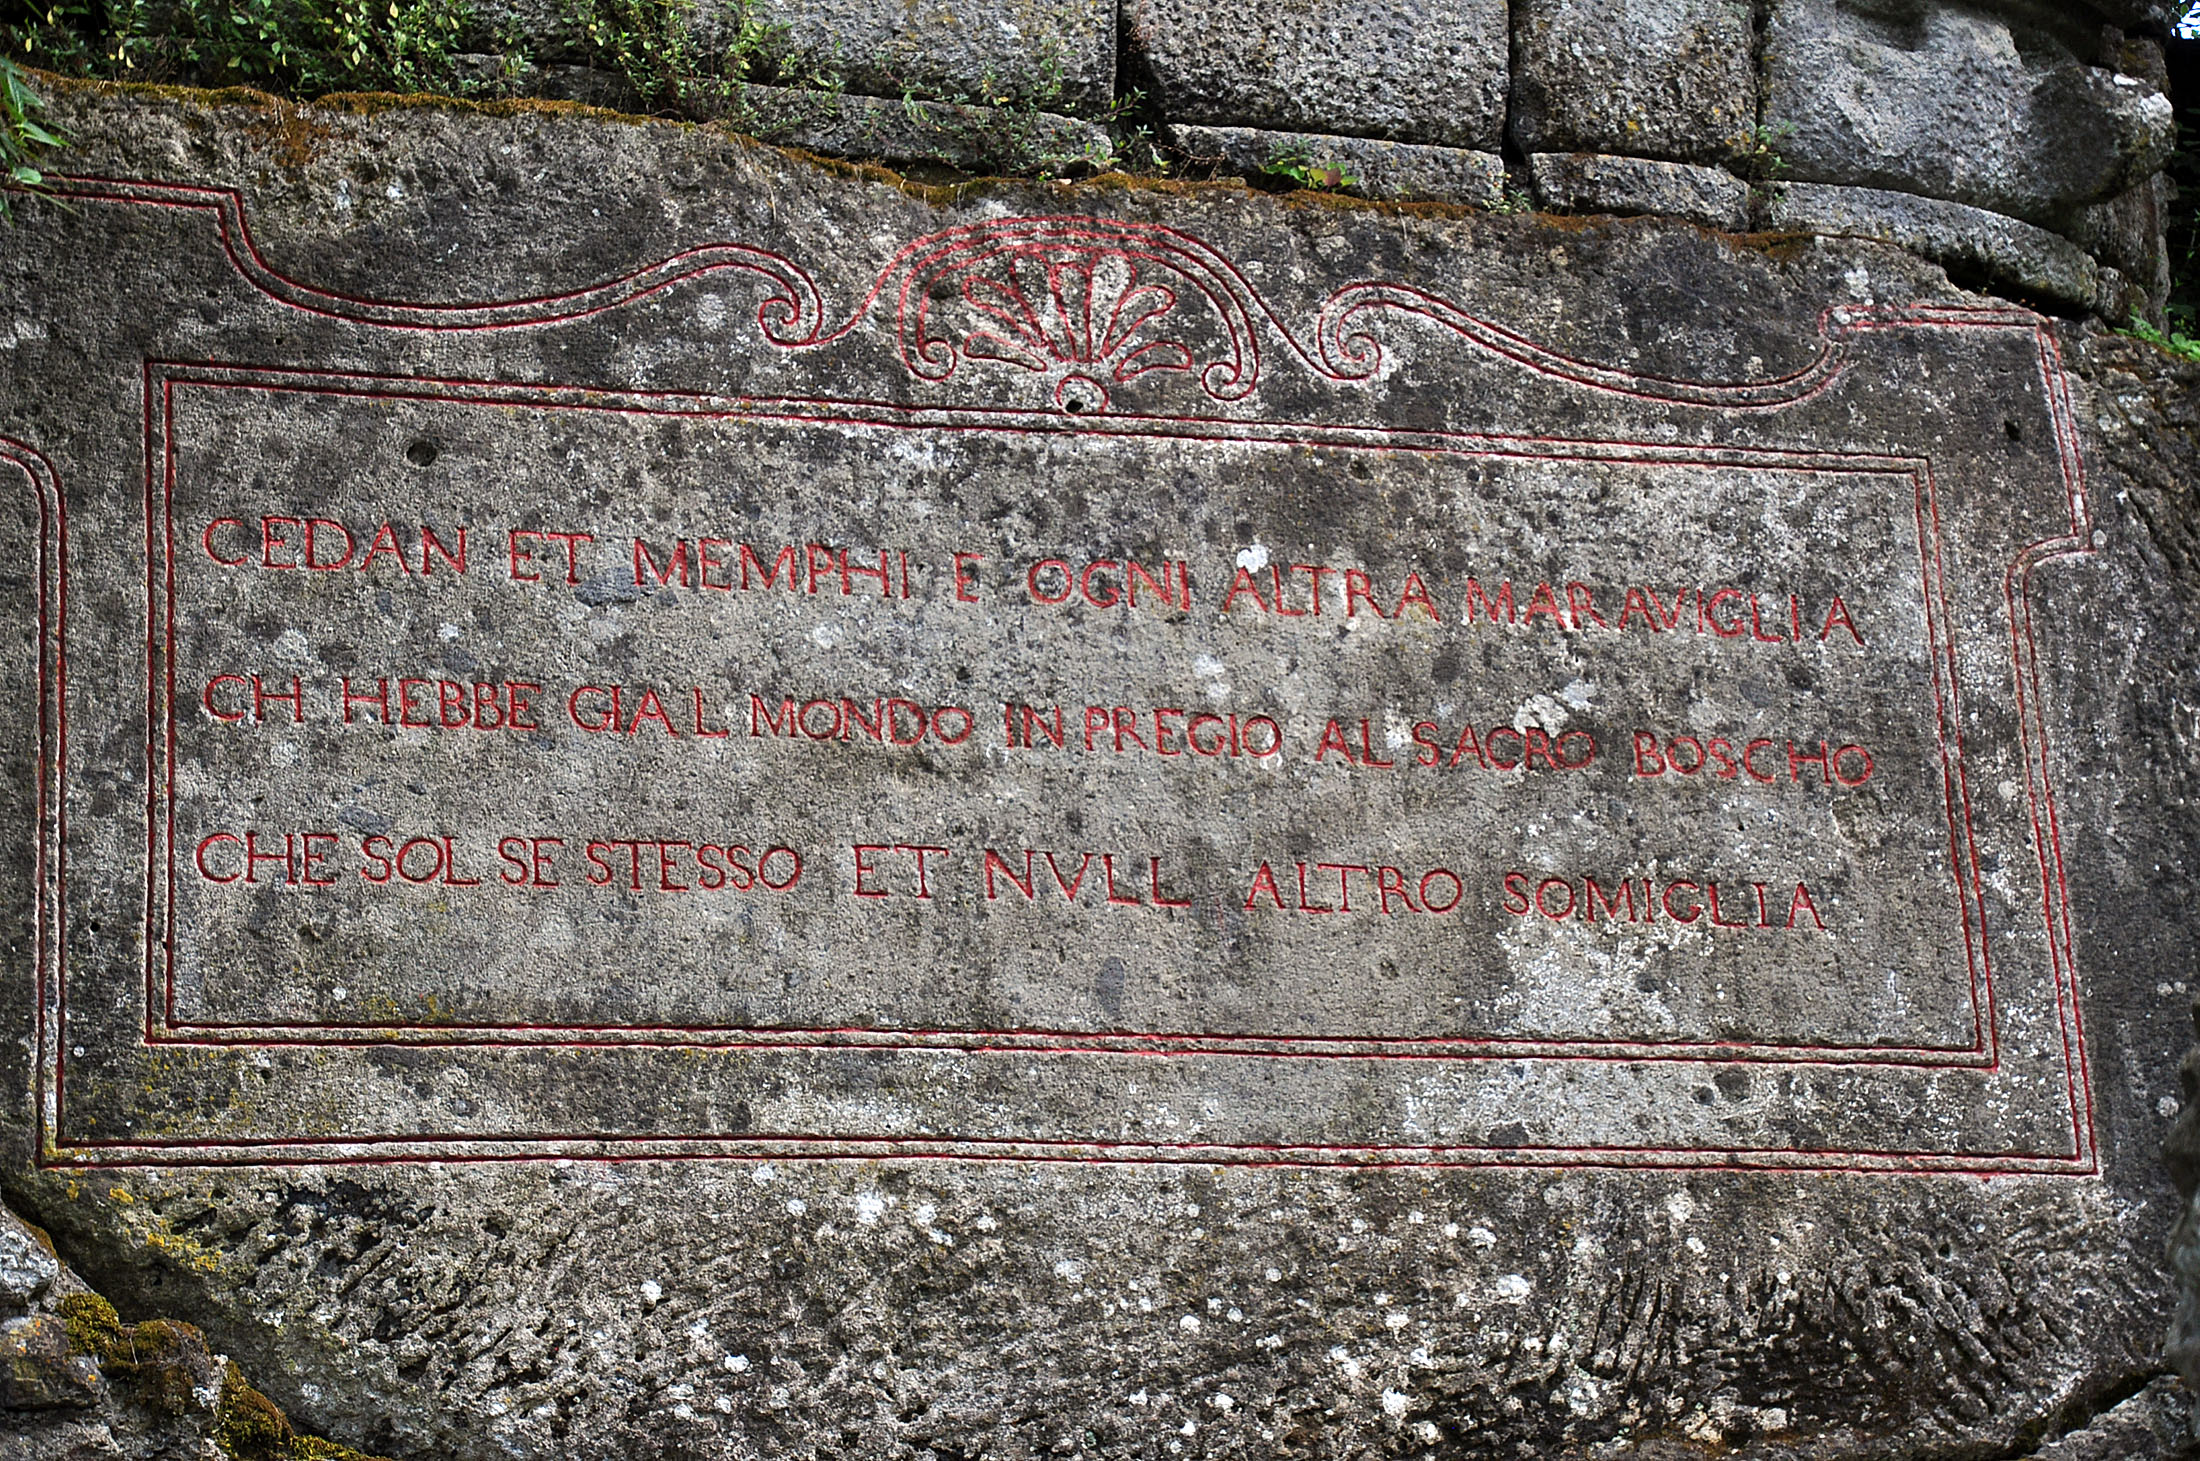 CEDAN ET MEMPHI E OGNI ALTRA MARAVIGLIA
CH HEBBE GIA L MONDO IN PREGIO AL SACRO BOSCHO
CHE SOL SE STESSO ET NVLL ALTRO SOMIGLIA